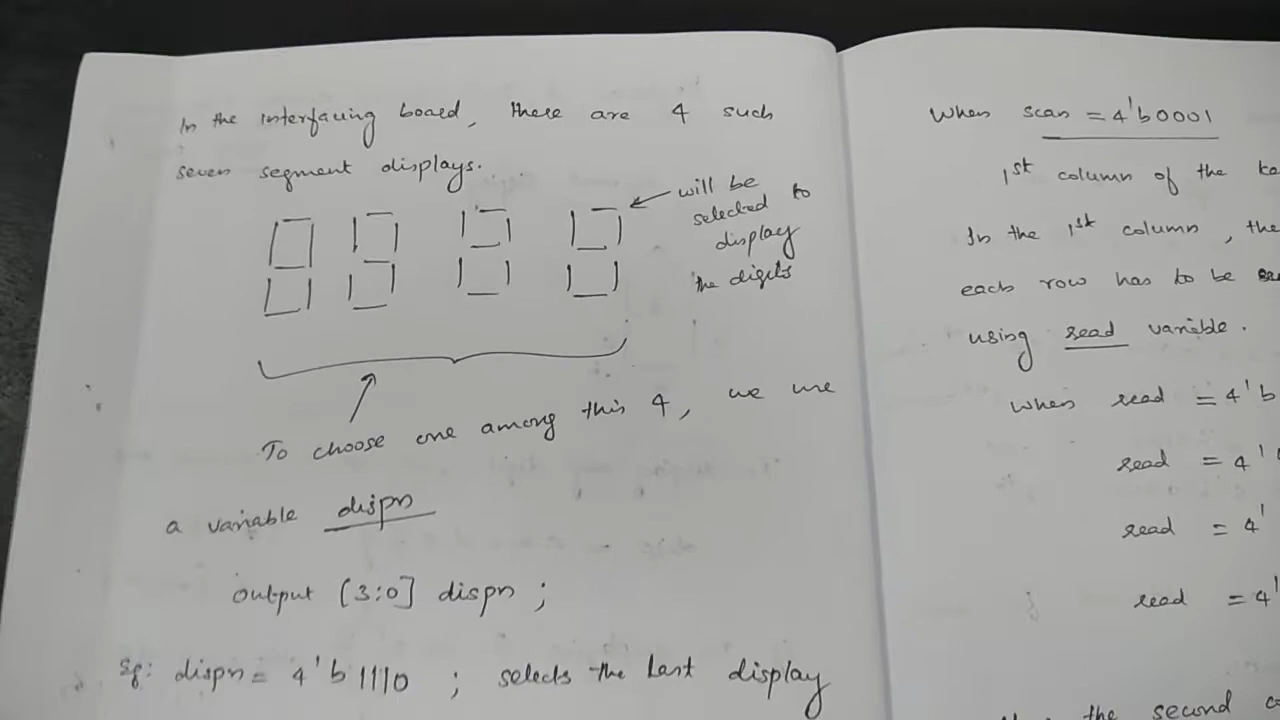 In the interfacing board, there are 4 such
seven segment displays.
will be
selected to
display
the digits
To choose one among this 4, we use
a variable dispn
output [3:0] dispn ;
Eg: dispn = 4'b 1110 ; selects the last display
When scan = 4'b0001
1st column of the
In the 1st column, the
each row has to be
using read variable.
When read = 4'b
read = 4'
read = 4'
read = 4'
the second